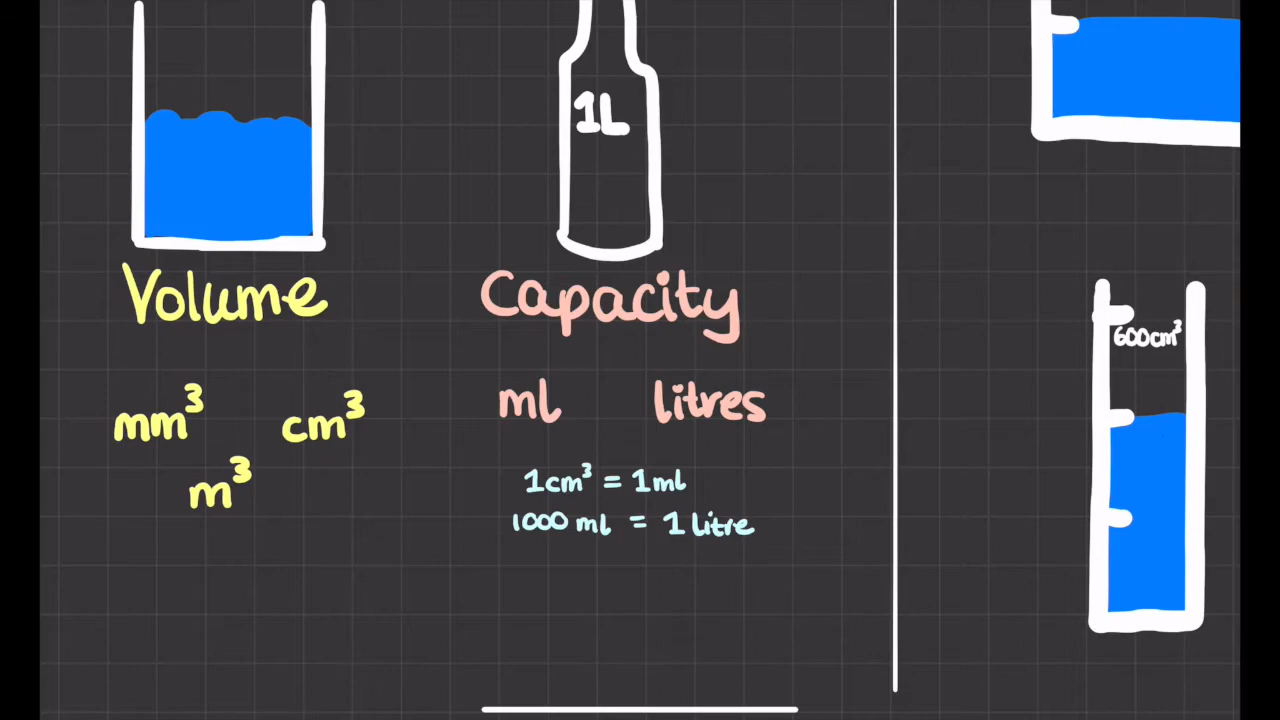 1L
Volume
Capacity
mm³ cm³
m³
ml litres
1cm³ = 1ml
1000 ml = 1 litre
600cm³